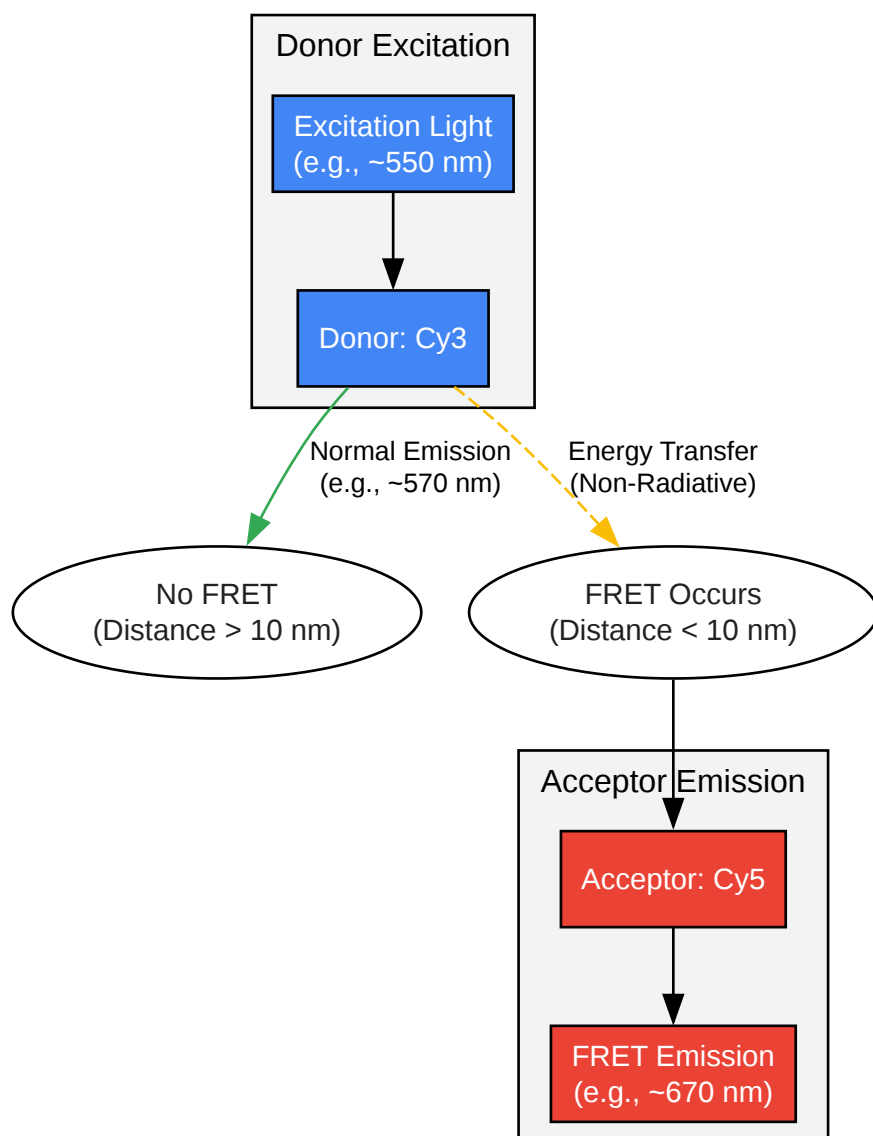 Donor Excitation
Excitation Light
(e.g., ~550 nm)
Donor: Cy3
Normal Emission
(e.g., ~570 nm)
Energy Transfer
(Non-Radiative)
No FRET
(Distance > 10 nm)
FRET Occurs
(Distance < 10 nm)
Acceptor Emission
Acceptor: Cy5
FRET Emission
(e.g., ~670 nm)